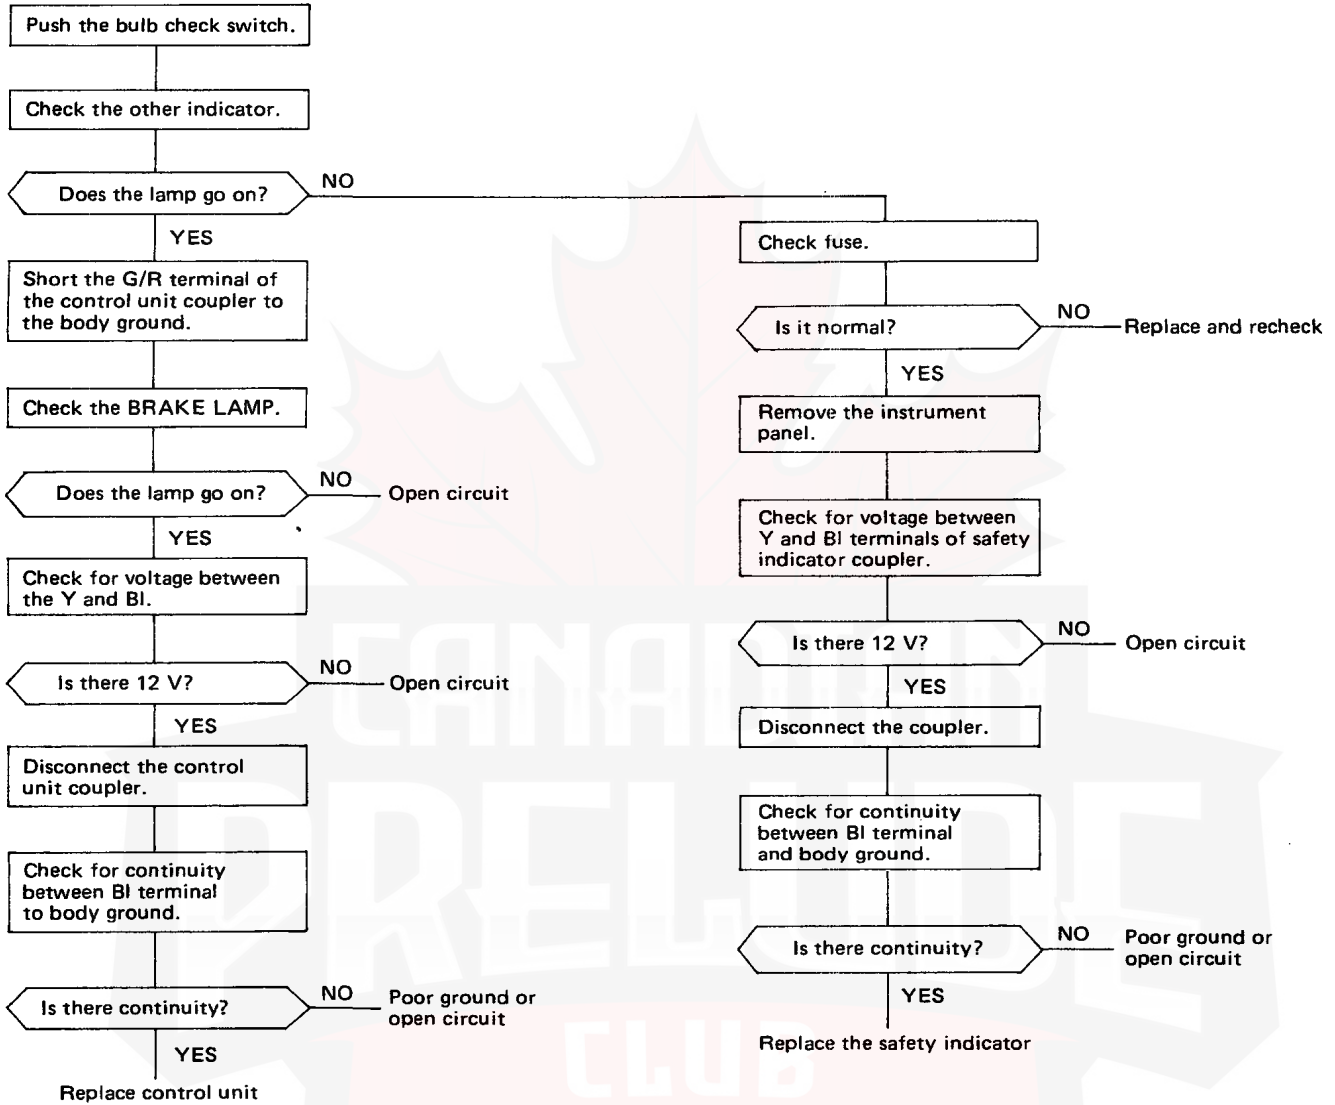 Push the bulb check switch.
Check the other indicator.
Does the lamp go on?
NO
YES
Short the G/R terminal of
the control unit coupler to
the body ground.
Check the BRAKE LAMP.
Does the lamp go on?
NO
Open circuit
YES
Check for voltage between
the Y and Bl.
Is there 12 V?
NO
Open circuit
YES
Disconnect the control
unit coupler.
Check for continuity
between Bl terminal
to body ground.
Is there continuity?
NO
Poor ground or
open circuit
YES
Replace control unit
Check fuse.
Is it normal?
NO
Replace and recheck
YES
Remove the instrument
panel.
Check for voltage between
Y and Bl terminals of safety
indicator coupler.
Is there 12 V?
NO
Open circuit
YES
Disconnect the coupler.
Check for continuity
between Bl terminal
and body ground.
Is there continuity?
NO
Poor ground or
open circuit
YES
Replace the safety indicator
CANADIAN
PRELUDE
CLUB